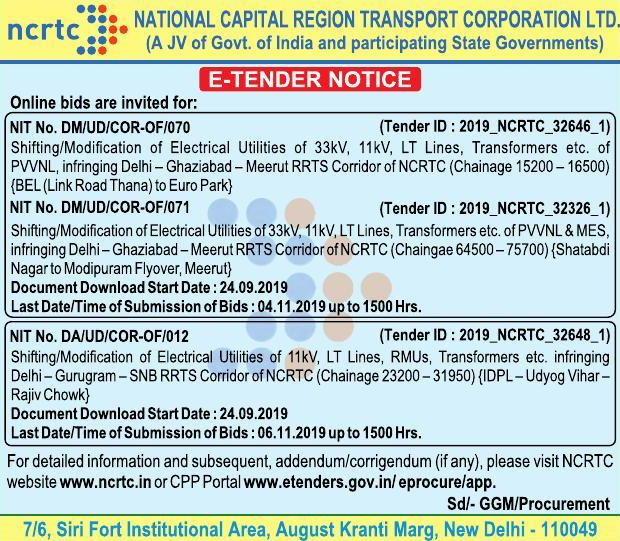 ncrtc
NATIONAL CAPITAL REGION TRANSPORT CORPORATION LTD.
(A JV of Govt. of India and participating State Governments)
E-TENDER NOTICE
Online bids are invited for:
NIT No. DM/UD/COR-OF/070 (Tender ID : 2019_NCRTC_32646_1)
Shifting/Modification of Electrical Utilities of 33kV, 11kV, LT Lines, Transformers etc. of
PVVNL, infringing Delhi – Ghaziabad – Meerut RRTS Corridor of NCRTC (Chainage 15200 – 16500)
{BEL (Link Road Thana) to Euro Park}
NIT No. DM/UD/COR-OF/071 (Tender ID : 2019_NCRTC_32326_1)
Shifting/Modification of Electrical Utilities of 33kV, 11kV, LT Lines, Transformers etc. of PVVNL & MES,
infringing Delhi – Ghaziabad – Meerut RRTS Corridor of NCRTC (Chaingae 64500 - 75700) {Shatabdi
Nagar to Modipuram Flyover, Meerut}
Document Download Start Date : 24.09.2019
Last Date/Time of Submission of Bids : 04.11.2019 up to 1500 Hrs.
NIT No. DA/UD/COR-OF/012 (Tender ID : 2019_NCRTC_32648_1)
Shifting/Modification of Electrical Utilities of 11kV, LT Lines, RMUs, Transformers etc. infringing
Delhi – Gurugram – SNB RRTS Corridor of NCRTC (Chainage 23200 – 31950) {IDPL – Udyog Vihar –
Rajiv Chowk}
Document Download Start Date : 24.09.2019
Last Date/Time of Submission of Bids : 06.11.2019 up to 1500 Hrs.
For detailed information and subsequent, addendum/corrigendum (if any), please visit NCRTC
website www.ncrtc.in or CPP Portal www.etenders.gov.in/ eprocure/app.
Sd/- GGM/Procurement
7/6, Siri Fort Institutional Area, August Kranti Marg, New Delhi - 110049